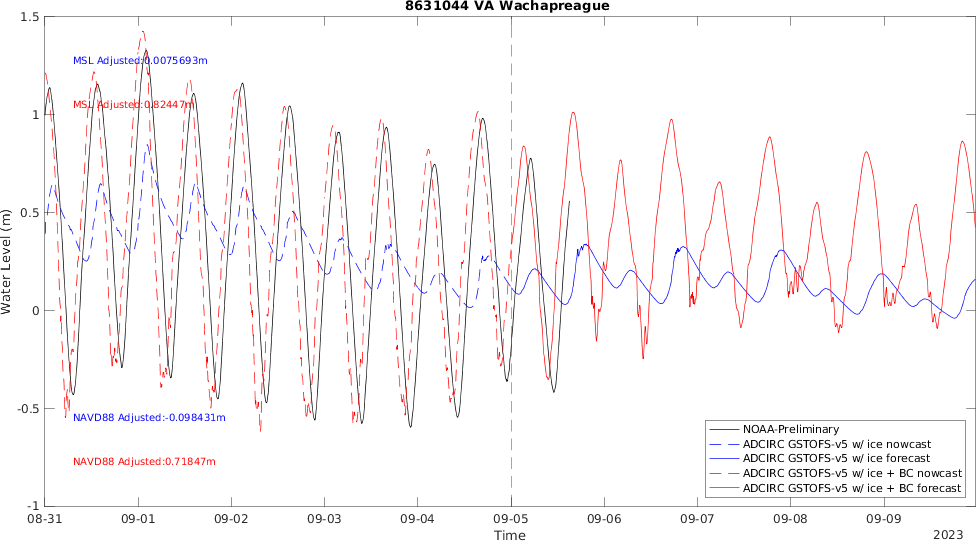 8631044 VA Wachapreague
1.5
1
0.5
0
-0.5
-1
Water Level (m)
MSL Adjusted:0.0075693m
MSL Adjusted:0.82447m
NAVD88 Adjusted:-0.098431m
NAVD88 Adjusted:0.71847m
NOAA-Preliminary
ADCIRC GSTOFS-v5 w/ ice nowcast
ADCIRC GSTOFS-v5 w/ ice forecast
ADCIRC GSTOFS-v5 w/ ice + BC nowcast
ADCIRC GSTOFS-v5 w/ ice + BC forecast
08-31 09-01 09-02 09-03 09-04 09-05 09-06 09-07 09-08 09-09
Time
2023